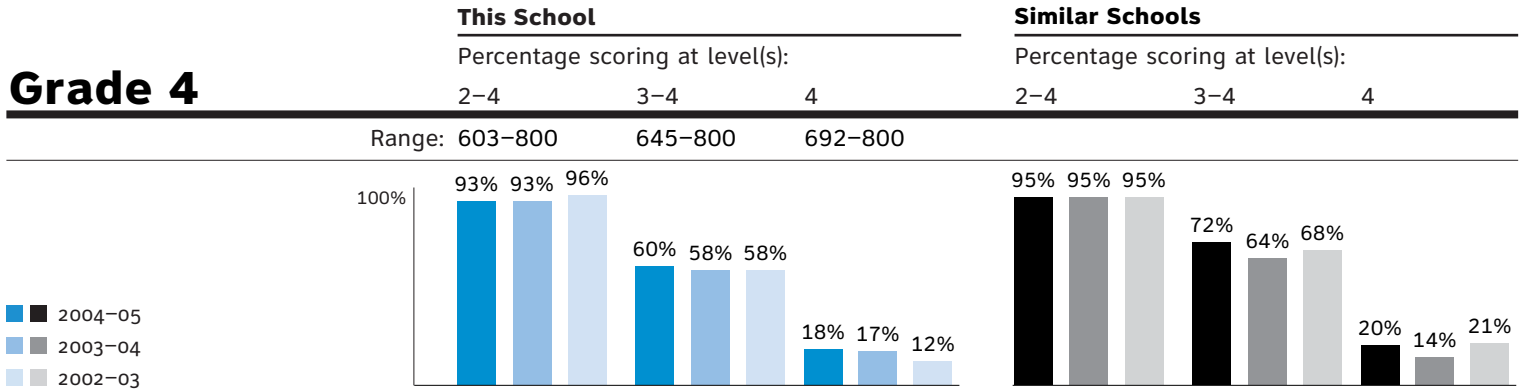 This School Similar Schools
Percentage scoring at level(s): Percentage scoring at level(s):
Grade 4 2–4 3–4 4 2–4 3–4 4
Range: 603–800 645–800 692–800
100%
93% 93% 96% 95% 95% 95%
60% 58% 58% 72% 64% 68%
18% 17% 12% 20% 14% 21%
2004–05
2003–04
2002–03